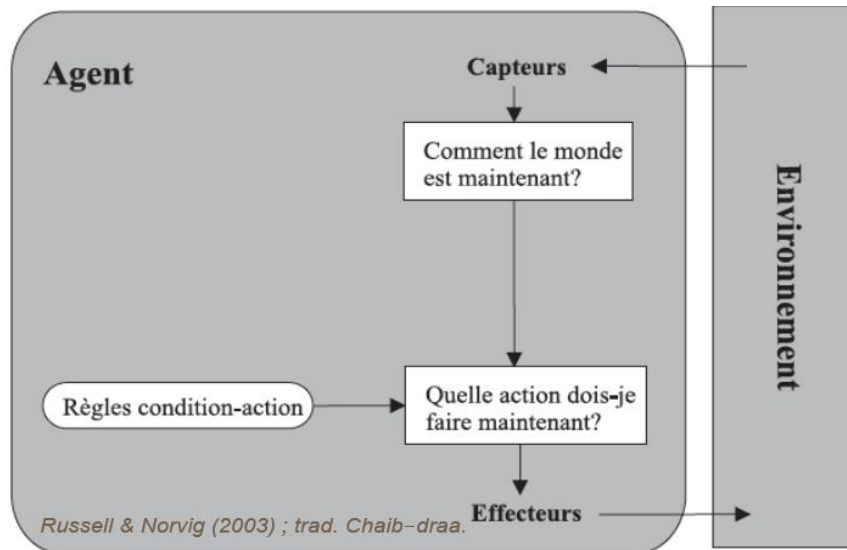 Agent
Capteurs
Comment le monde
est maintenant?
Environnement
Règles condition-action
Quelle action dois-je
faire maintenant?
Effecteurs
Russell & Norvig (2003) ; trad. Chaib-draa.